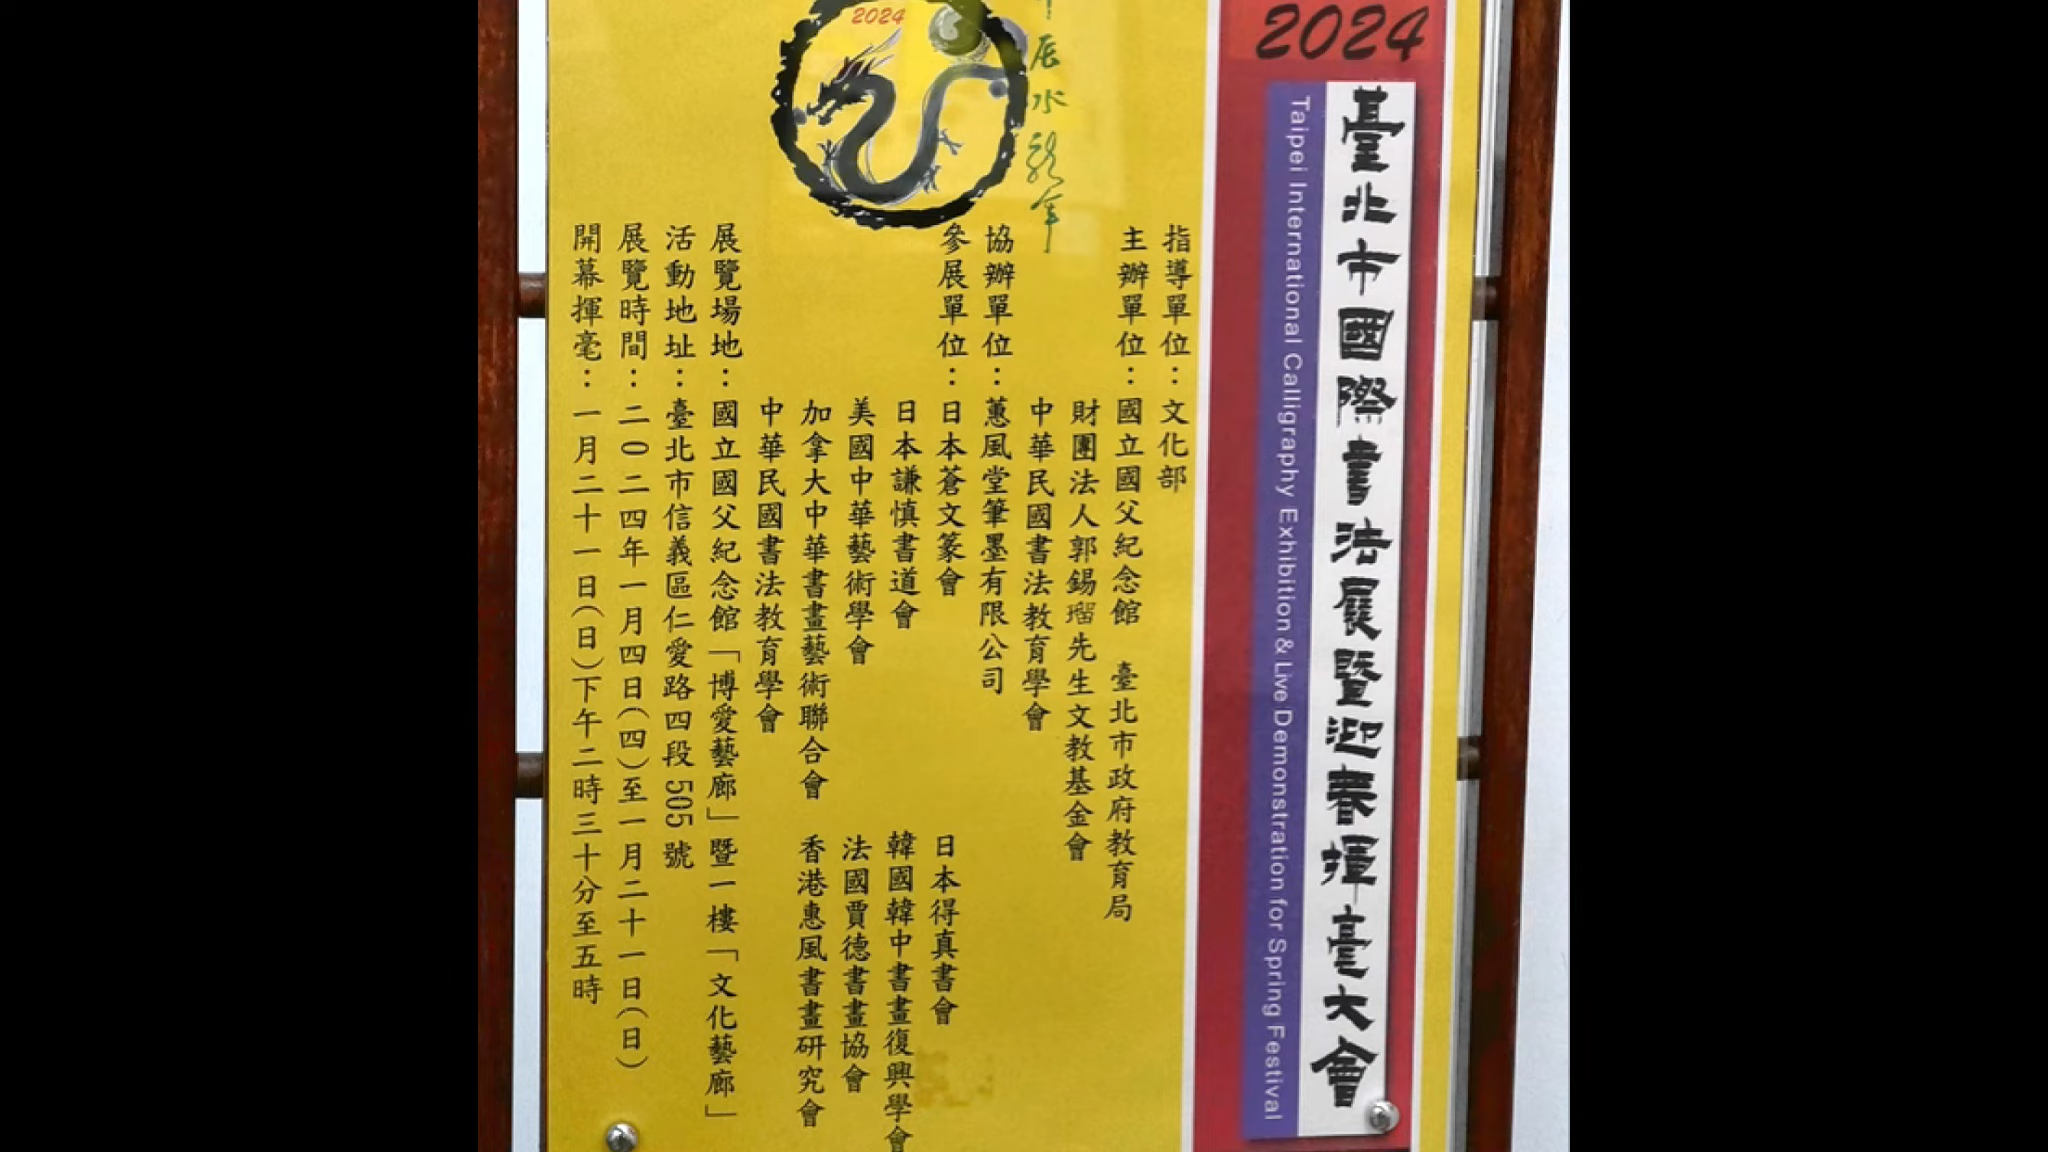 2024
臺北市國際書法展暨迎春揮毫大會
Taipei International Calligraphy Exhibition & Live Demonstration for Spring Festival
指導單位：文化部
主辦單位：國立國父紀念館 臺北市政府教育局
財團法人郭錫瑠先生文教基金會
中華民國書法教育學會
協辦單位：蕙風堂筆墨有限公司
參展單位：日本蒼文篆會 日本得真書會
日本謙慎書道會 韓國韓中書畫復興學會
美國中華藝術學會 法國賈德書畫協會
加拿大中華書畫藝術聯合會 香港惠風書畫研究會
中華民國書法教育學會
展覽場地：國立國父紀念館「博愛藝廊」暨一樓「文化藝廊」
活動地址：臺北市信義區仁愛路四段505號
展覽時間：二〇二四年一月四日(四)至一月二十一日(日)
開幕揮毫：一月二十一日(日)下午二時三十分至五時
2024
辰水龍年